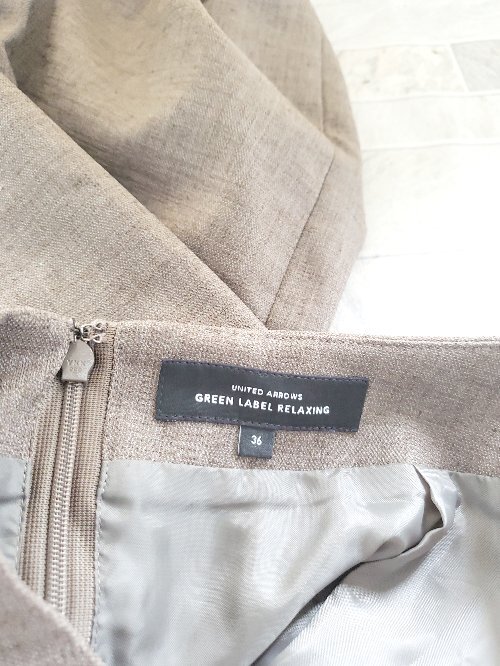 UNITED ARROWS
GREEN LABEL RELAXING
36